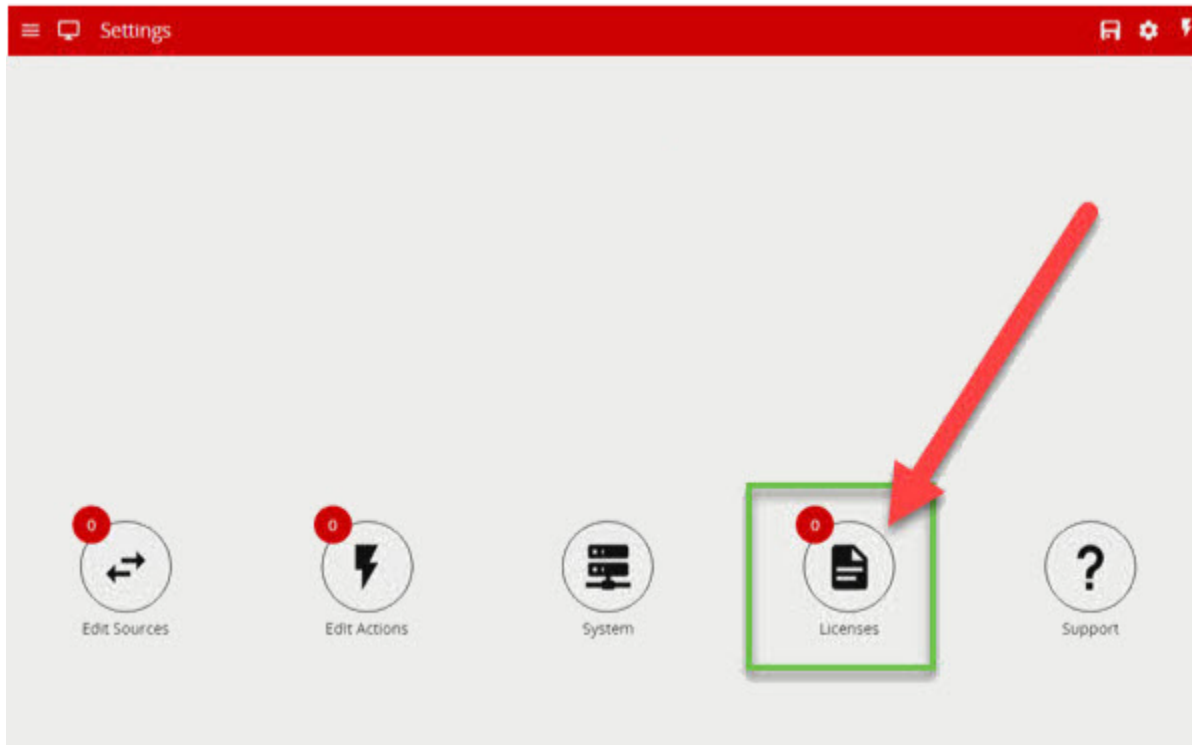 Settings
0
0
0
Edit Sources
Edit Actions
System
Licenses
Support